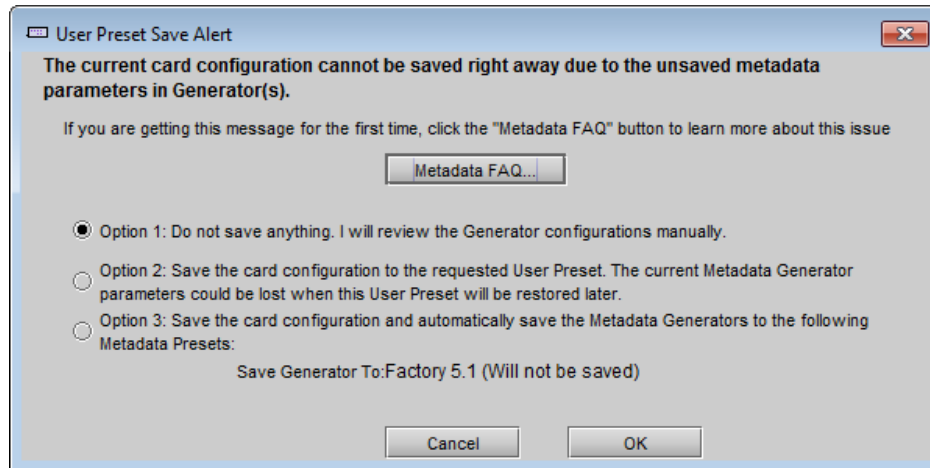 User Preset Save Alert
The current card configuration cannot be saved right away due to the unsaved metadata
parameters in Generator(s).
If you are getting this message for the first time, click the "Metadata FAQ" button to learn more about this issue
Metadata FAQ...
Option 1: Do not save anything. I will review the Generator configurations manually.
Option 2: Save the card configuration to the requested User Preset. The current Metadata Generator
parameters could be lost when this User Preset will be restored later.
Option 3: Save the card configuration and automatically save the Metadata Generators to the following
Metadata Presets:
Save Generator To:Factory 5.1 (Will not be saved)
Cancel OK